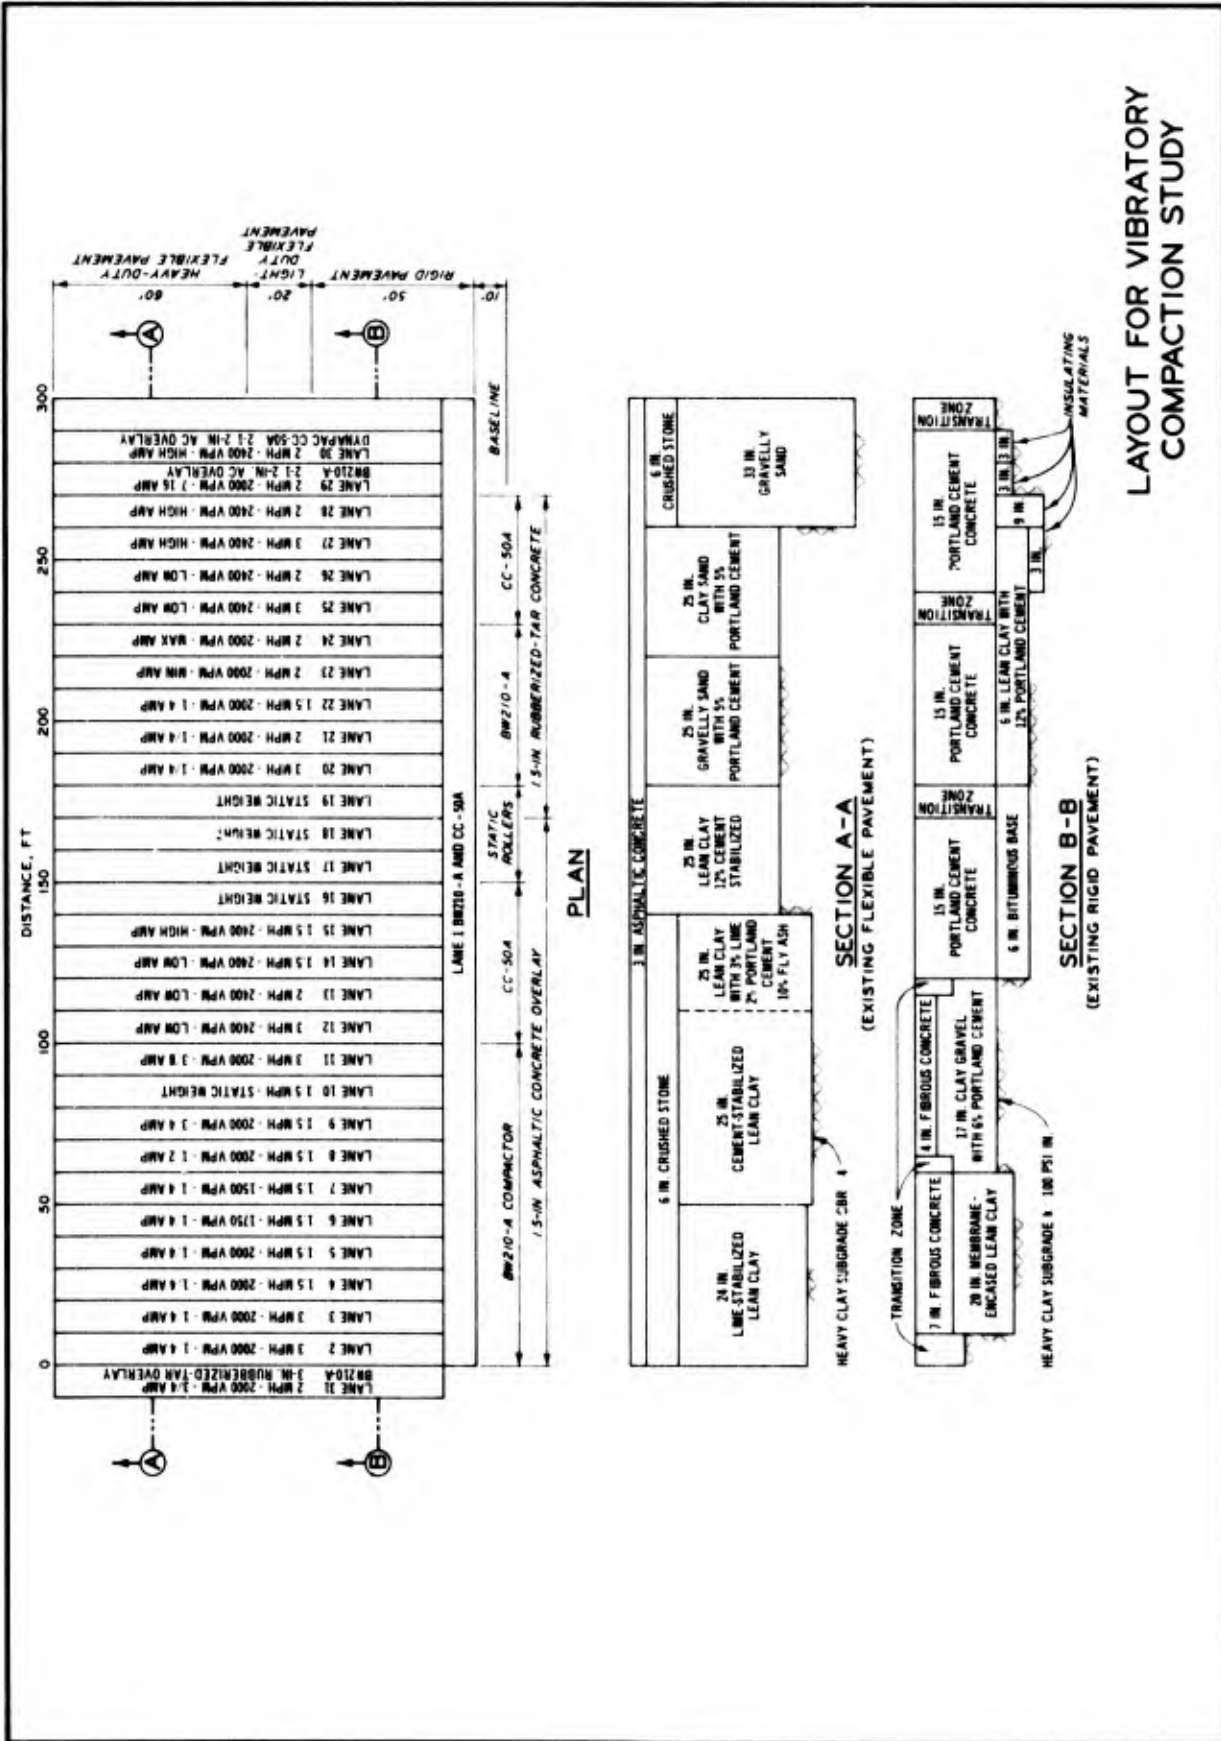 DISTANCE, FT
0
50
100
150
200
250
300
LANE 31 2 MPH - 2000 VPM - 3/4 AMP
BW210-A 3-IN. RUBBERIZED-TAR OVERLAY
LANE 2 3 MPH - 2000 VPM - 1 4 AMP
LANE 3 3 MPH - 2000 VPM - 1 4 AMP
LANE 4 1.5 MPH - 2000 VPM - 1 4 AMP
LANE 5 1 5 MPH - 2000 VPM - 1 4 AMP
LANE 6 1 5 MPH - 1750 VPM - 1 4 AMP
LANE 7 1 5 MPH - 1500 VPM - 1 4 AMP
LANE 8 1 5 MPH - 2000 VPM - 1 2 AMP
LANE 9 1 5 MPH - 2000 VPM - 3 4 AMP
LANE 10 1 5 MPH - STATIC WEIGHT
LANE 11 3 MPH - 2000 VPM - 3 8 AMP
LANE 12 3 MPH - 2400 VPM - LOW AMP
LANE 13 2 MPH - 2400 VPM - LOW AMP
LANE 14 1 5 MPH - 2400 VPM - LOW AMP
LANE 15 1 5 MPH - 2400 VPM - HIGH AMP
LANE 16 STATIC WEIGHT
LANE 17 STATIC WEIGHT
LANE 18 STATIC WEIGHT
LANE 19 STATIC WEIGHT
LANE 20 3 MPH - 2000 VPM - 1/4 AMP
LANE 21 2 MPH - 2000 VPM - 1/4 AMP
LANE 22 1 5 MPH - 2000 VPM - 1 4 AMP
LANE 23 2 MPH - 2000 VPM - MIN AMP
LANE 24 2 MPH - 2000 VPM - MAX AMP
LANE 25 3 MPH - 2400 VPM - LOW AMP
LANE 26 2 MPH - 2400 VPM - LOW AMP
LANE 27 3 MPH - 2400 VPM - HIGH AMP
LANE 28 2 MPH - 2400 VPM - HIGH AMP
LANE 29 2 MPH - 2000 VPM - 7 16 AMP
BW210-A 2-1 2-IN. AC OVERLAY
LANE 30 2 MPH - 2400 VPM - HIGH AMP
DYNAPAC CC-50A 2-1 2-IN. AC OVERLAY
LANE 1 BW210-A AND CC-50A
A
B
A
B
60'
HEAVY-DUTY
FLEXIBLE PAVEMENT
20'
LIGHT-
DUTY
FLEXIBLE
PAVEMENT
50'
RIGID PAVEMENT
10'
BASELINE
BW210-A COMPACTOR
CC-50A
STATIC
ROLLERS
BW210-A
CC-50A
1 5-IN ASPHALTIC CONCRETE OVERLAY
1 5-IN RUBBERIZED-TAR CONCRETE
PLAN
3 IN. ASPHALTIC CONCRETE
6 IN. CRUSHED STONE
24 IN.
LIME-STABILIZED
LEAN CLAY
25 IN.
CEMENT-STABILIZED
LEAN CLAY
25 IN.
LEAN CLAY
WITH 3% LIME
2% PORTLAND
CEMENT
10% FLY ASH
25 IN.
LEAN CLAY
12% CEMENT
STABILIZED
25 IN.
GRAVELLY SAND
WITH 5%
PORTLAND CEMENT
25 IN.
CLAY SAND
WITH 5%
PORTLAND CEMENT
6 IN.
CRUSHED STONE
33 IN.
GRAVELLY
SAND
HEAVY CLAY SUBGRADE CBR 4
SECTION A-A
(EXISTING FLEXIBLE PAVEMENT)
TRANSITION ZONE
7 IN. FIBROUS CONCRETE
20 IN. MEMBRANE-
ENCASED LEAN CLAY
4 IN. FIBROUS CONCRETE
17 IN. CLAY GRAVEL
WITH 6% PORTLAND CEMENT
15 IN.
PORTLAND CEMENT
CONCRETE
6 IN. BITUMINOUS BASE
TRANSITION
ZONE
15 IN.
PORTLAND CEMENT
CONCRETE
6 IN. LEAN CLAY WITH
12% PORTLAND CEMENT
TRANSITION
ZONE
15 IN.
PORTLAND CEMENT
CONCRETE
TRANSITION
ZONE
3 IN.
9 IN.
3 IN.
3 IN.
INSULATING
MATERIALS
HEAVY CLAY SUBGRADE k 100 PSI IN.
SECTION B-B
(EXISTING RIGID PAVEMENT)
LAYOUT FOR VIBRATORY
COMPACTION STUDY